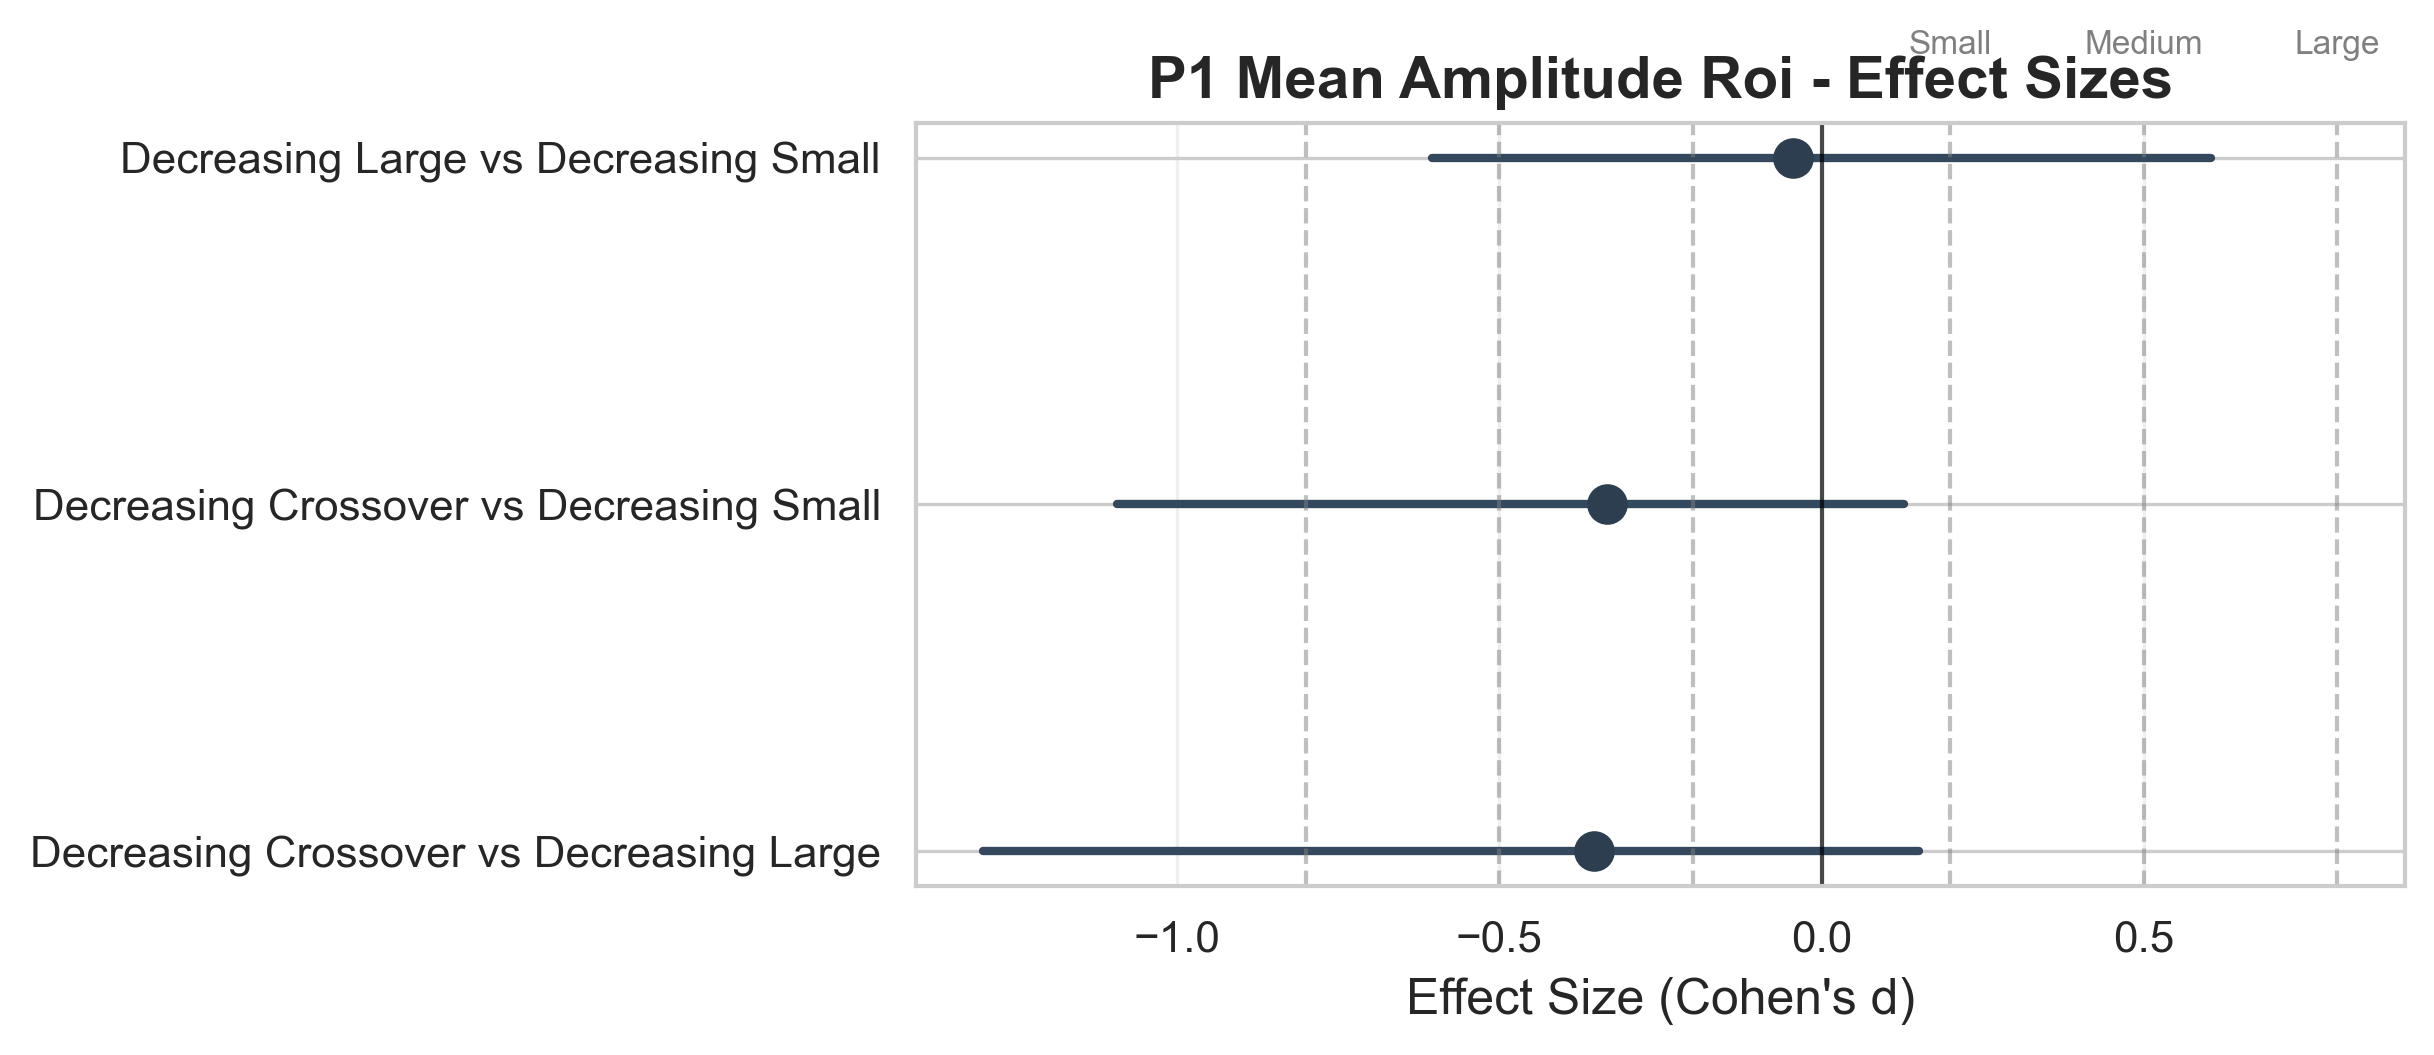 Small Medium Large
P1 Mean Amplitude Roi - Effect Sizes
Decreasing Large vs Decreasing Small
Decreasing Crossover vs Decreasing Small
Decreasing Crossover vs Decreasing Large
−1.0 −0.5 0.0 0.5
Effect Size (Cohen's d)